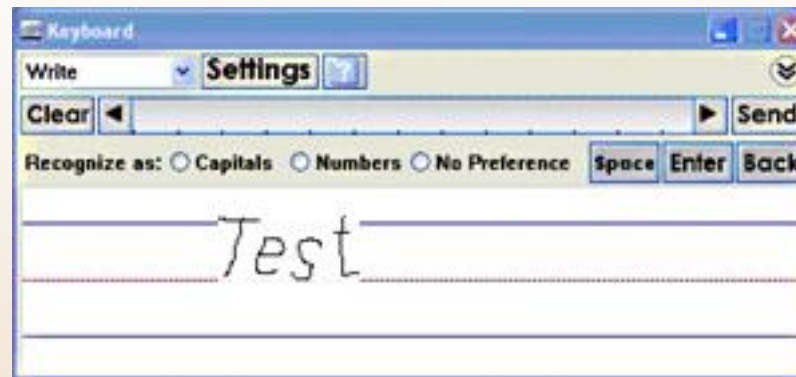 Keyboard
Write Settings ?
Clear Send
Recognize as: Capitals Numbers No Preference Space Enter Back
Test